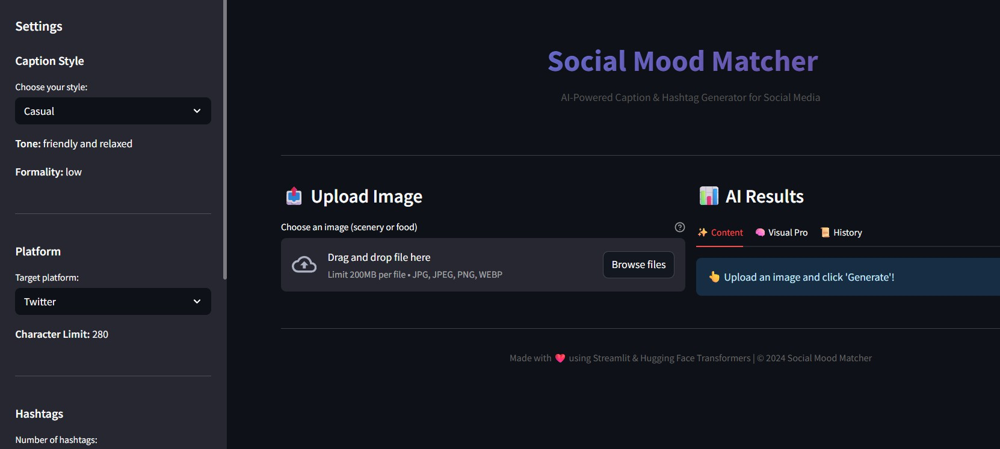 Settings
Caption Style
Choose your style:
Casual
Tone: friendly and relaxed
Formality: low
Platform
Target platform:
Twitter
Character Limit: 280
Hashtags
Number of hashtags:
Social Mood Matcher
AI-Powered Caption & Hashtag Generator for Social Media
📤 Upload Image
Choose an image (scenery or food)
Drag and drop file here
Limit 200MB per file • JPG, JPEG, PNG, WEBP
Browse files
📊 AI Results
✨ Content 🧠 Visual Pro 📜 History
👆 Upload an image and click 'Generate'!
Made with ❤️ using Streamlit & Hugging Face Transformers | © 2024 Social Mood Matcher